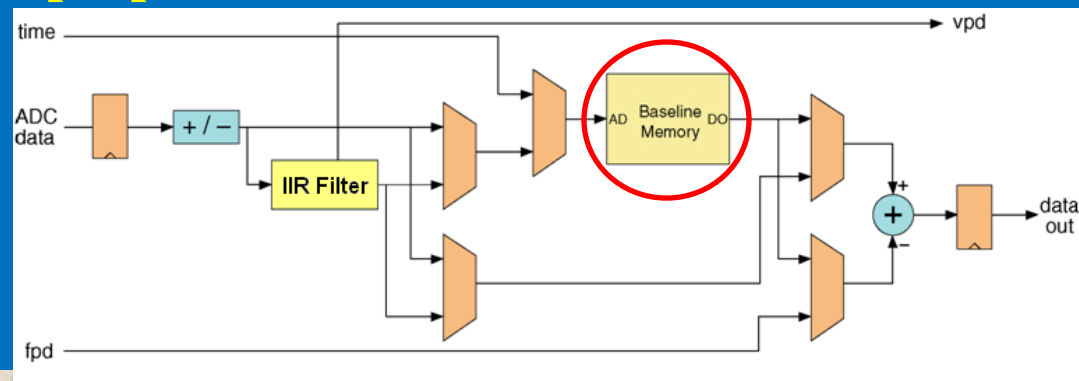 time
vpd
ADC
data
+ / −
IIR Filter
AD
Baseline
Memory
DO
+
+
−
data
out
fpd